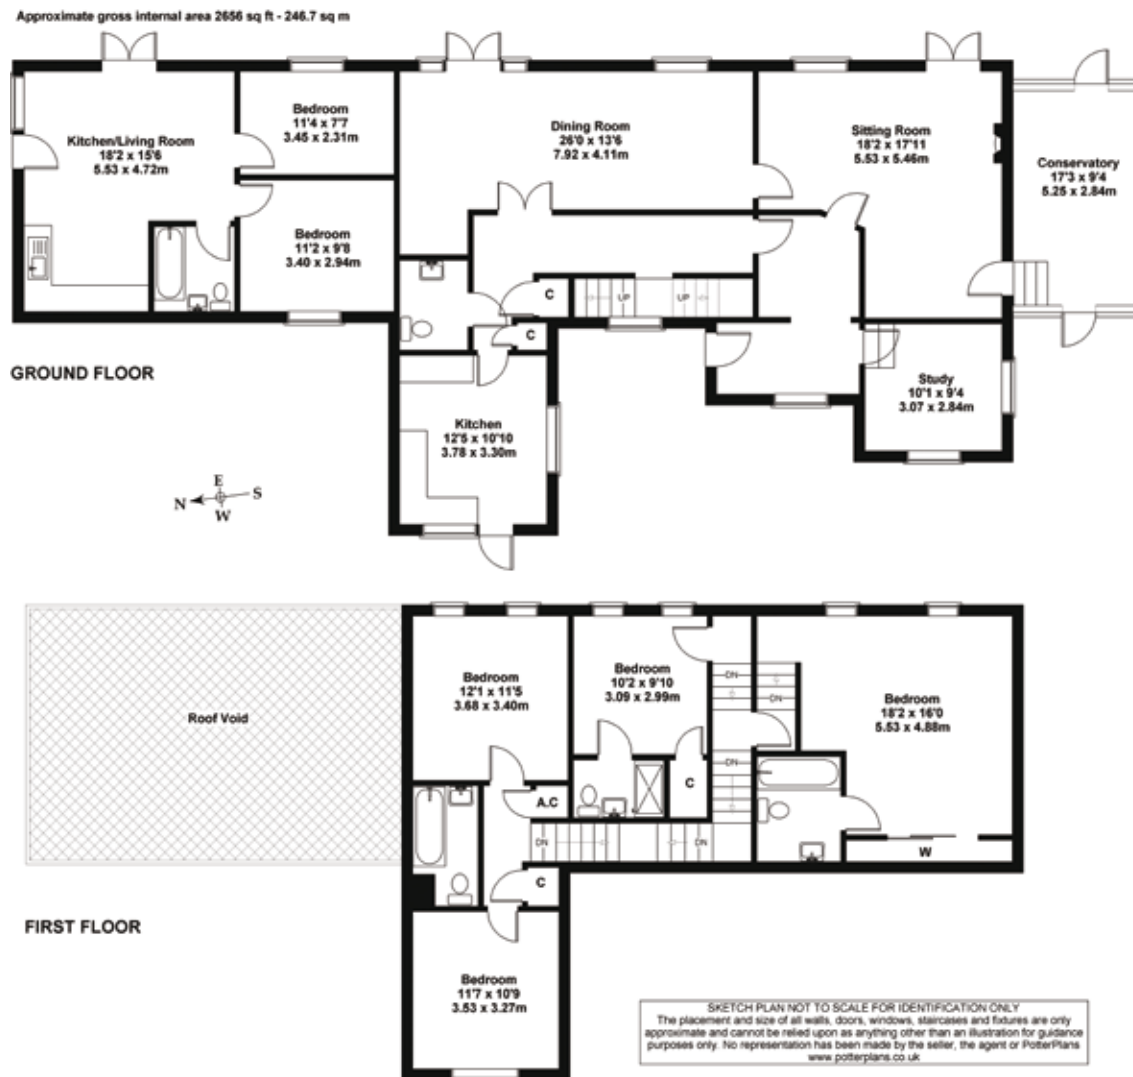 Approximate gross internal area 2656 sq ft - 246.7 sq m
Kitchen/Living Room
18'2 x 15'6
5.53 x 4.72m
Bedroom
11'4 x 7'7
3.45 x 2.31m
Bedroom
11'2 x 9'8
3.40 x 2.94m
Dining Room
26'0 x 13'6
7.92 x 4.11m
Sitting Room
18'2 x 17'11
5.53 x 5.46m
Conservatory
17'3 x 9'4
5.25 x 2.84m
C
UP
UP
C
Kitchen
12'5 x 10'10
3.78 x 3.30m
Study
10'1 x 9'4
3.07 x 2.84m
GROUND FLOOR
E
N
S
W
Roof Void
Bedroom
12'1 x 11'5
3.68 x 3.40m
Bedroom
10'2 x 9'10
3.09 x 2.99m
DN
DN
Bedroom
18'2 x 16'0
5.53 x 4.88m
DN
C
A.C
DN
DN
W
C
FIRST FLOOR
Bedroom
11'7 x 10'9
3.53 x 3.27m
SKETCH PLAN NOT TO SCALE FOR IDENTIFICATION ONLY
The placement and size of all walls, doors, windows, staircases and fixtures are only
approximate and cannot be relied upon as anything other than an illustration for guidance
purposes only. No representation has been made by the seller, the agent or PotterPlans
www.potterplans.co.uk